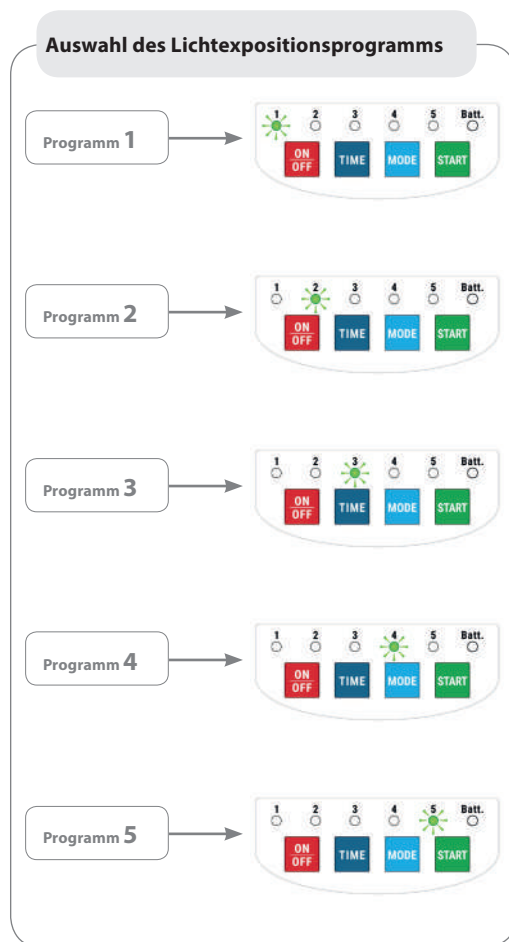 Auswahl des Lichtexpositionsprogramms
Programm 1
1 2 3 4 5 Batt.
ON
OFF
TIME MODE START
Programm 2
1 2 3 4 5 Batt.
ON
OFF
TIME MODE START
Programm 3
1 2 3 4 5 Batt.
ON
OFF
TIME MODE START
Programm 4
1 2 3 4 5 Batt.
ON
OFF
TIME MODE START
Programm 5
1 2 3 4 5 Batt.
ON
OFF
TIME MODE START